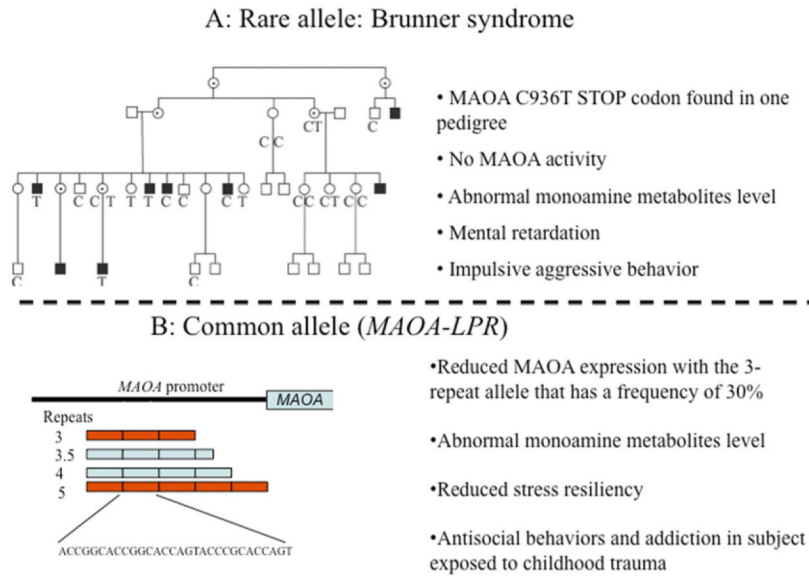 A: Rare allele: Brunner syndrome
CT
C
C C
• MAOA C936T STOP codon found in one
pedigree
• No MAOA activity
• Abnormal monoamine metabolites level
• Mental retardation
• Impulsive aggressive behavior
T C C T T T C C C T C C C T C C
C T C
B: Common allele (MAOA-LPR)
MAOA promoter
MAOA
Repeats
3
3.5
4
5
ACCGGCACCGGCACCAGTACCCGCACCAGT
•Reduced MAOA expression with the 3-
repeat allele that has a frequency of 30%
•Abnormal monoamine metabolites level
•Reduced stress resiliency
•Antisocial behaviors and addiction in subject
exposed to childhood trauma